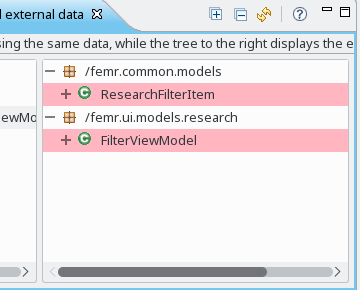 l external data
sing the same data, while the tree to the right displays the e
/femr.common.models
ResearchFilterItem
/femr.ui.models.research
ewMo
FilterViewModel